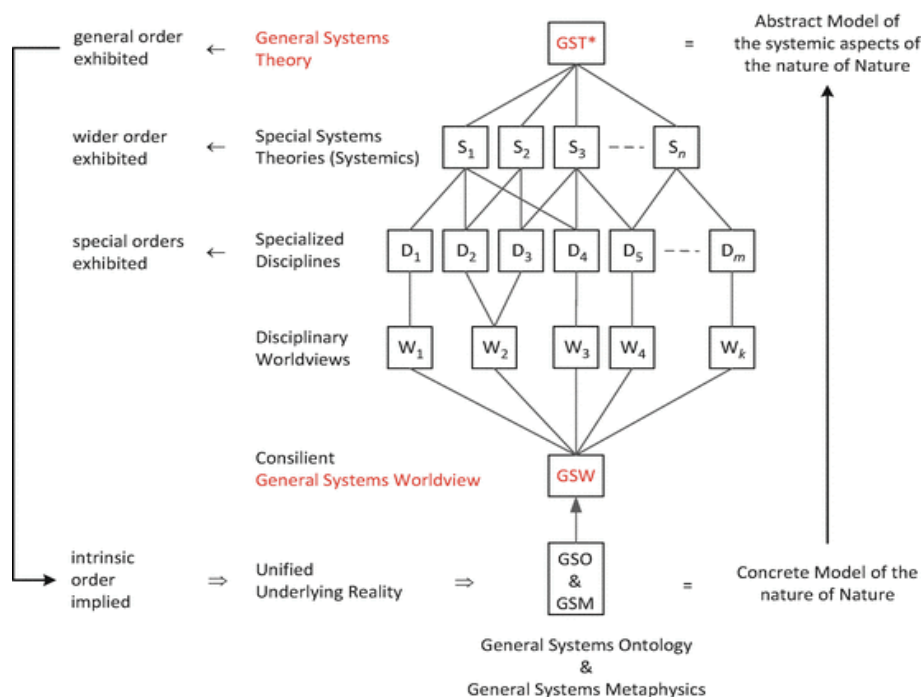 general order
exhibited
←
General Systems
Theory
GST*
=
Abstract Model of
the systemic aspects of
the nature of Nature
wider order
exhibited
←
Special Systems
Theories (Systemics)
S₁
S₂
S₃
Sₙ
special orders
exhibited
←
Specialized
Disciplines
D₁
D₂
D₃
D₄
D₅
Dₘ
Disciplinary
Worldviews
W₁
W₂
W₃
W₄
Wₖ
Consilient
General Systems Worldview
GSW
intrinsic
order
implied
⇒
Unified
Underlying Reality
⇒
GSO
&
GSM
=
Concrete Model of the
nature of Nature
General Systems Ontology
&
General Systems Metaphysics